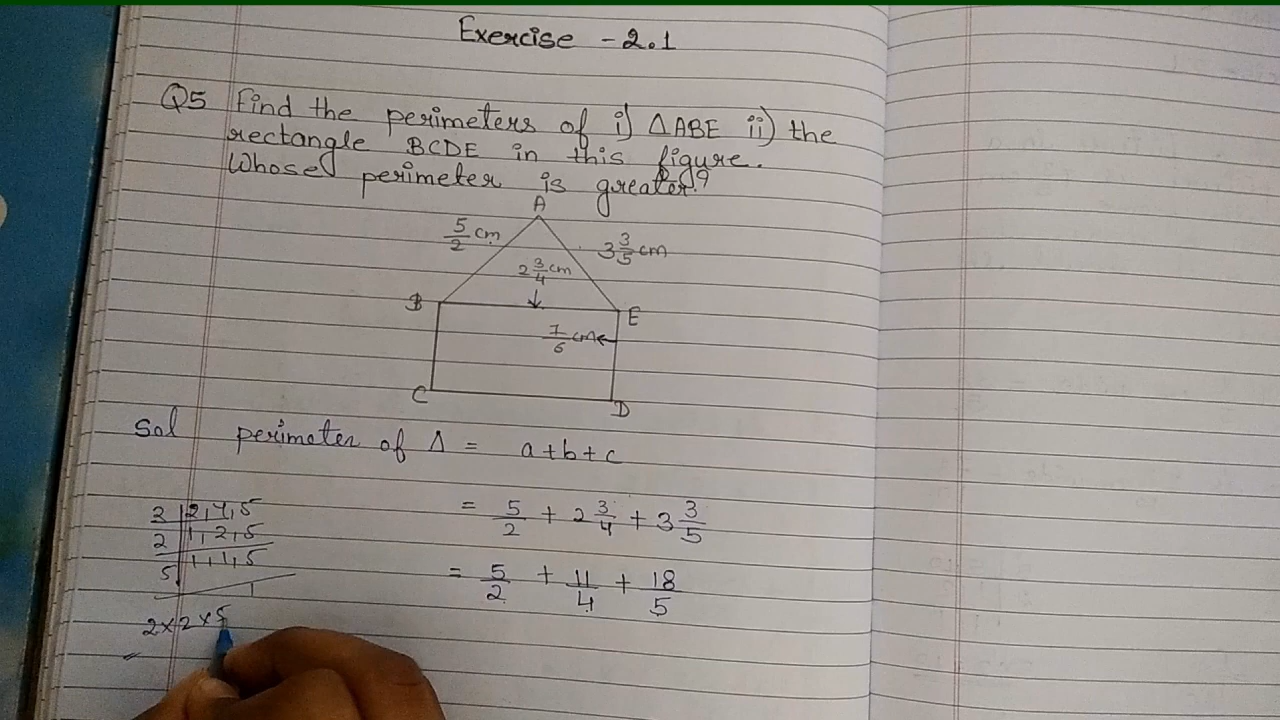 Exercise - 2.1
Q5 Find the perimeters of i) △ABE ii) the
rectangle BCDE in this figure.
Whose perimeter is greater?
A
5/2 cm
3 3/5 cm
2 3/4 cm
B
E
7/6 cm
C
D
Sol perimeter of △ = a+b+c
= 5/2 + 2 3/4 + 3 3/5
= 5/2 + 11/4 + 18/5
2 | 2, 4, 5
2 | 1, 2, 5
5 | 1, 1, 5
1
2×2×5